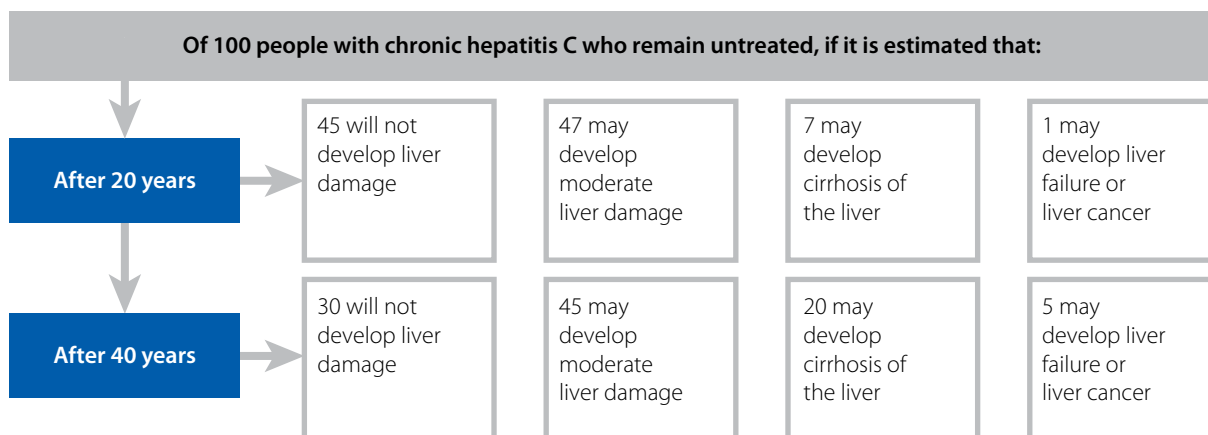 Of 100 people with chronic hepatitis C who remain untreated, if it is estimated that:
After 20 years
45 will not
develop liver
damage
47 may
develop
moderate
liver damage
7 may
develop
cirrhosis of
the liver
1 may
develop liver
failure or
liver cancer
After 40 years
30 will not
develop liver
damage
45 may
develop
moderate
liver damage
20 may
develop
cirrhosis of
the liver
5 may
develop liver
failure or
liver cancer